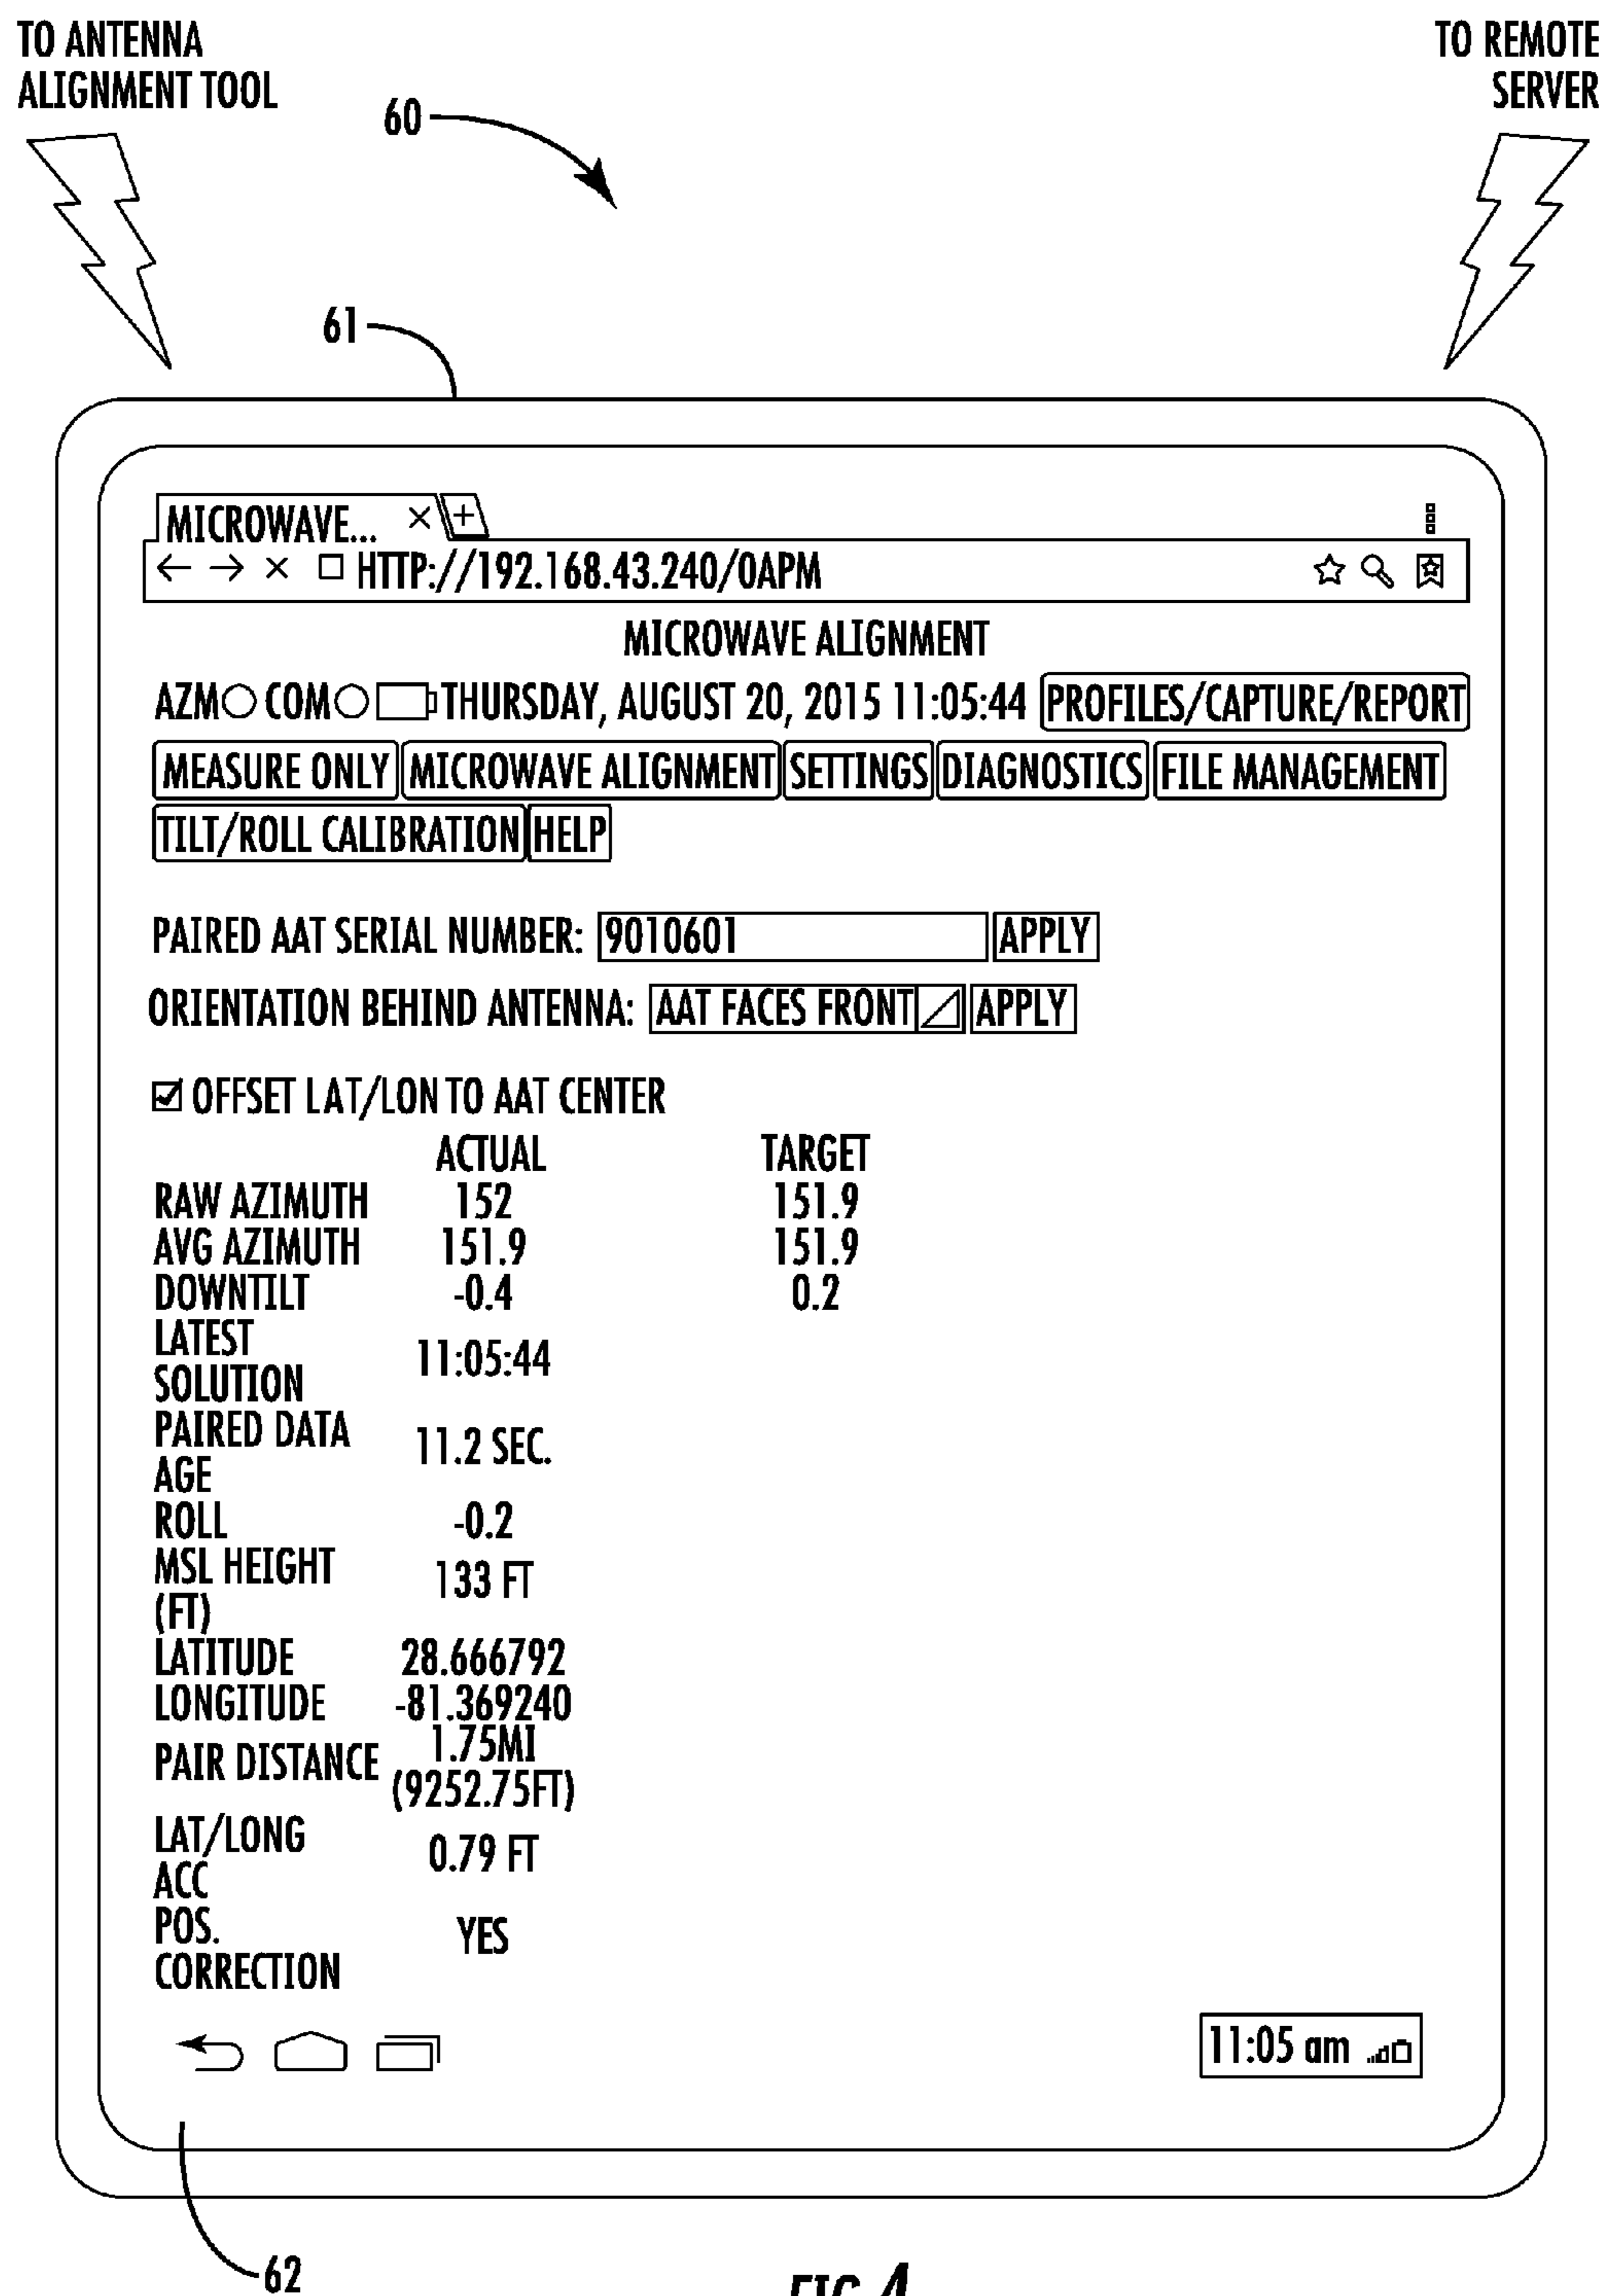 TO ANTENNA
ALIGNMENT TOOL
TO REMOTE
SERVER
60
61
MICROWAVE...
HTTP://192.168.43.240/0APM
MICROWAVE ALIGNMENT
AZM COM THURSDAY, AUGUST 20, 2015 11:05:44 PROFILES/CAPTURE/REPORT
MEASURE ONLY MICROWAVE ALIGNMENT SETTINGS DIAGNOSTICS FILE MANAGEMENT
TILT/ROLL CALIBRATION HELP
PAIRED AAT SERIAL NUMBER: 9010601 APPLY
ORIENTATION BEHIND ANTENNA: AAT FACES FRONT APPLY
OFFSET LAT/LON TO AAT CENTER
ACTUAL TARGET
RAW AZIMUTH 152 151.9
AVG AZIMUTH 151.9 151.9
DOWNTILT -0.4 0.2
LATEST
SOLUTION
11:05:44
PAIRED DATA
AGE
11.2 SEC.
ROLL -0.2
MSL HEIGHT
(FT)
133 FT
LATITUDE 28.666792
LONGITUDE -81.369240
PAIR DISTANCE
1.75MI
(9252.75FT)
LAT/LONG
ACC
0.79 FT
POS.
CORRECTION
YES
11:05 am
62
FIG. 4